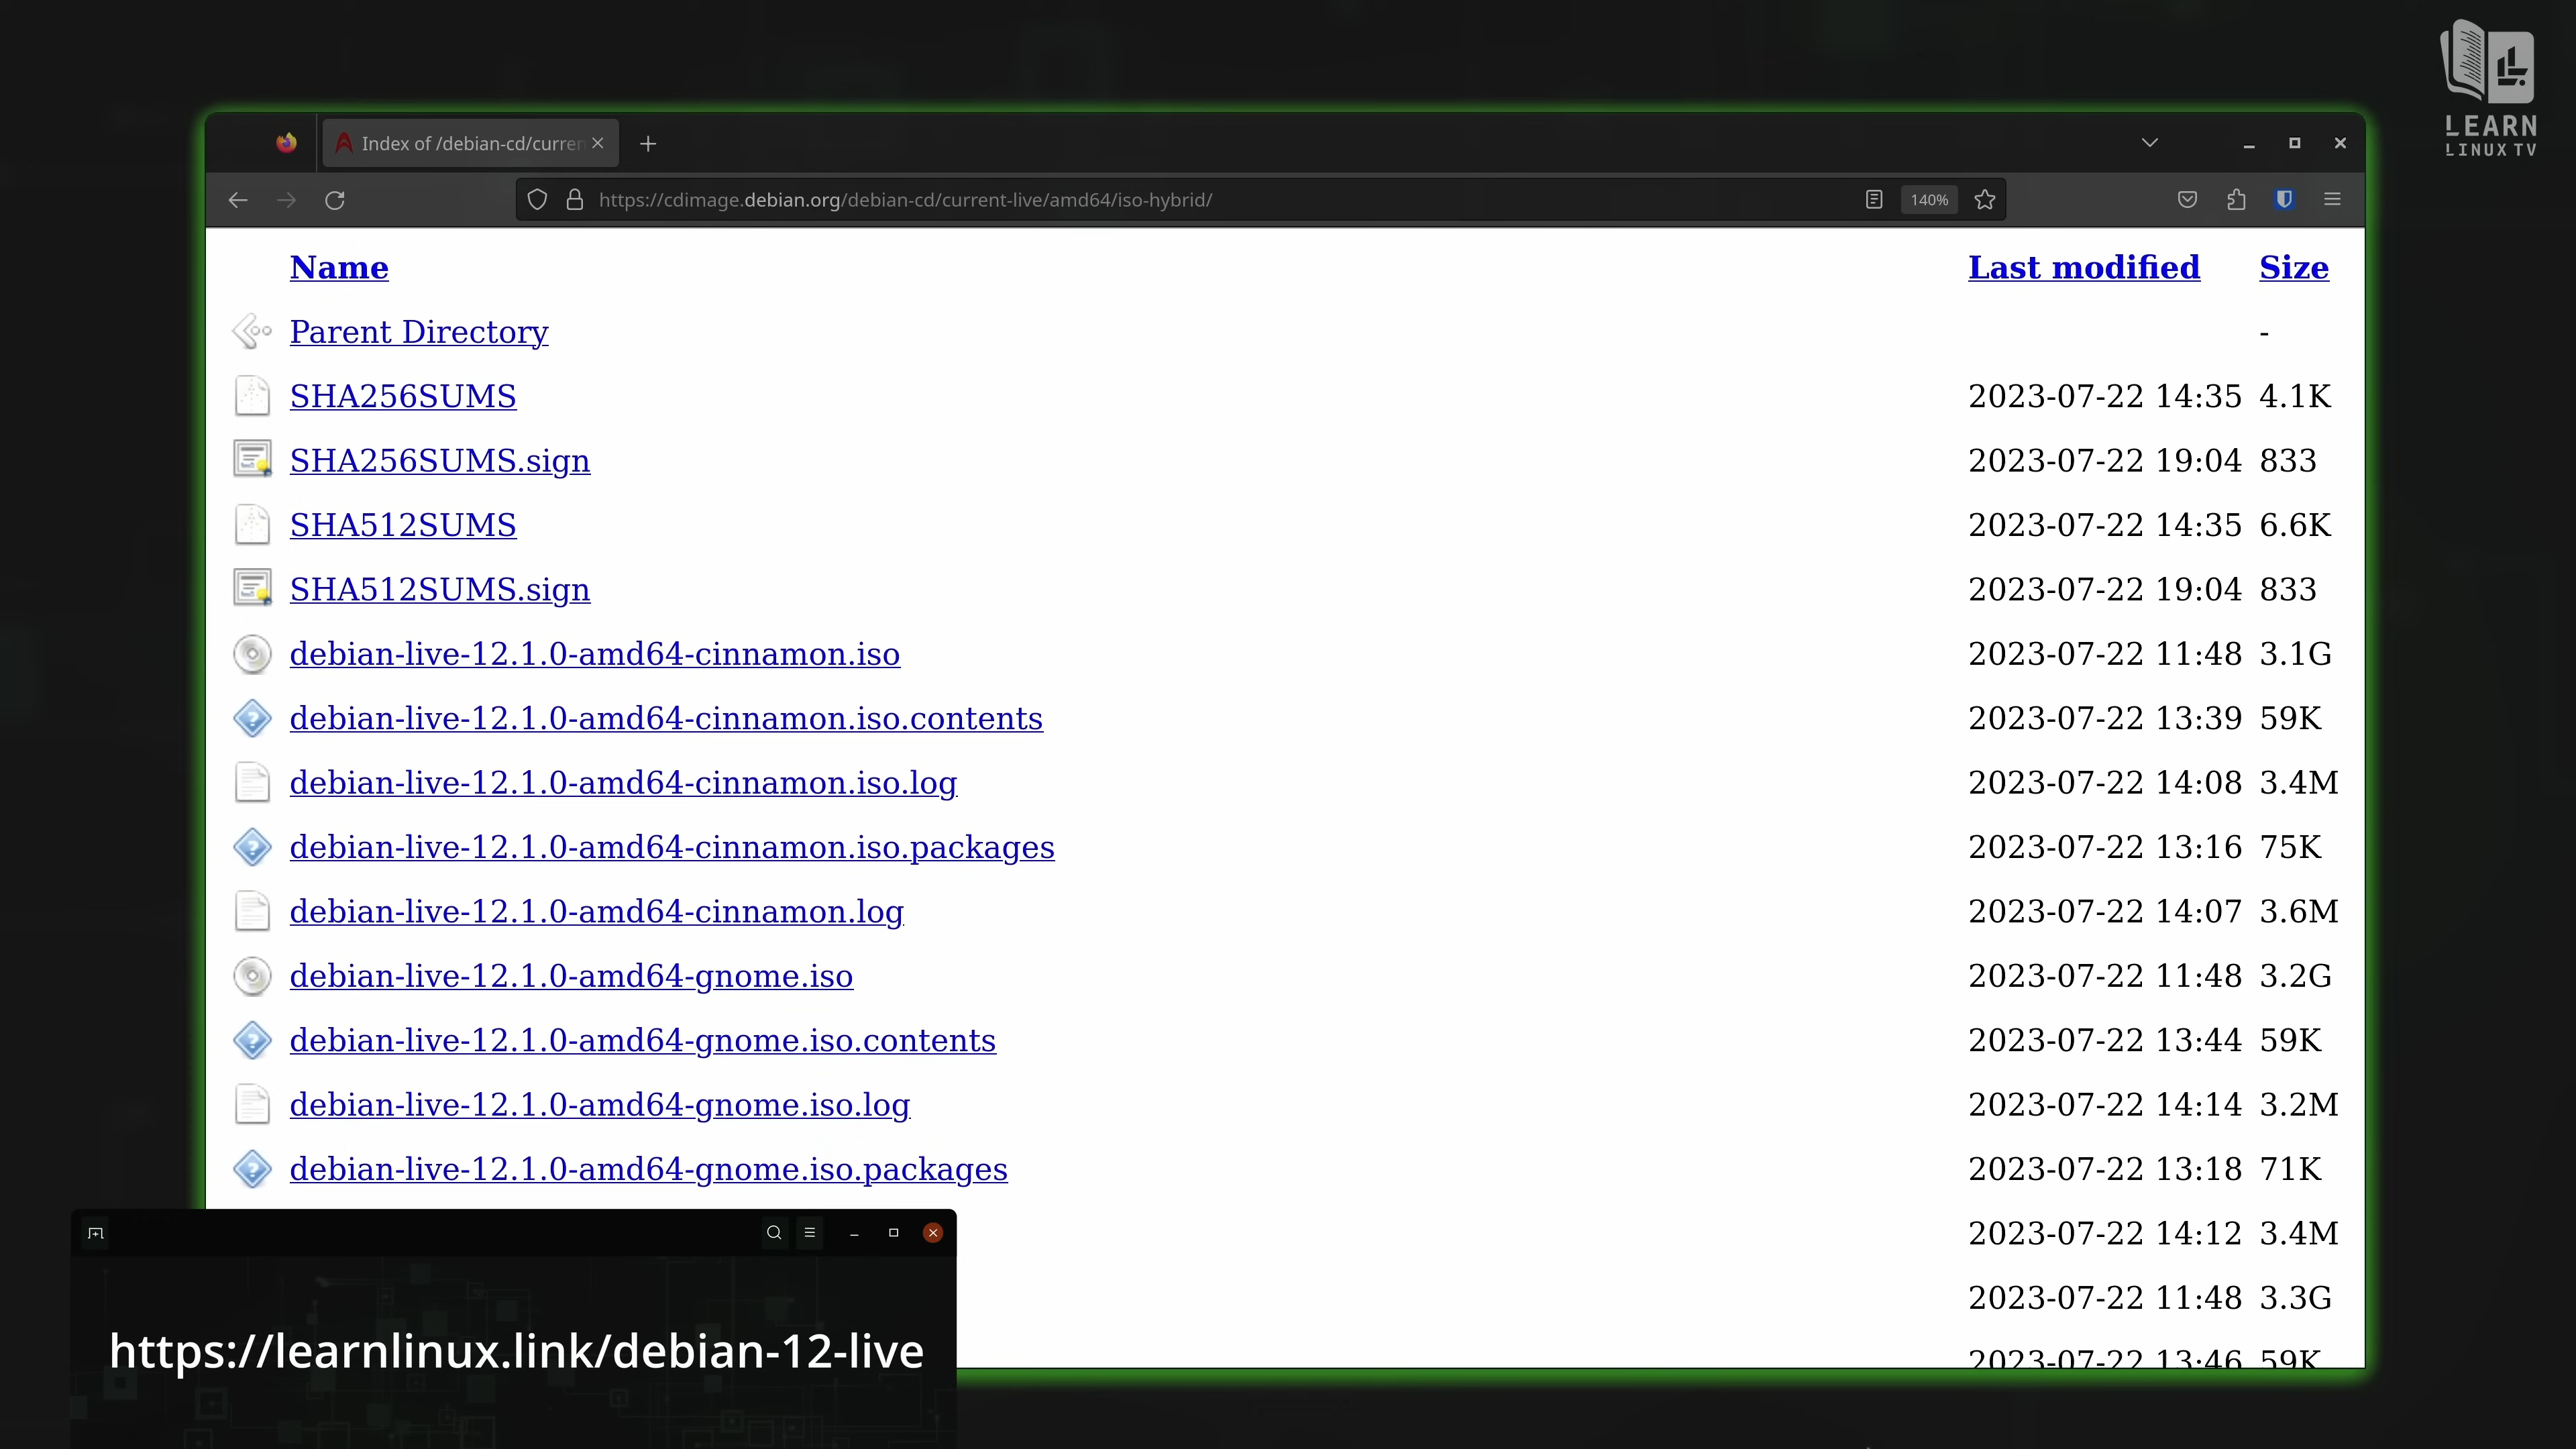 LEARN
LINUX TV
Index of /debian-cd/curren
https://cdimage.debian.org/debian-cd/current-live/amd64/iso-hybrid/
140%
Name Last modified Size
Parent Directory -
SHA256SUMS 2023-07-22 14:35 4.1K
SHA256SUMS.sign 2023-07-22 19:04 833
SHA512SUMS 2023-07-22 14:35 6.6K
SHA512SUMS.sign 2023-07-22 19:04 833
debian-live-12.1.0-amd64-cinnamon.iso 2023-07-22 11:48 3.1G
debian-live-12.1.0-amd64-cinnamon.iso.contents 2023-07-22 13:39 59K
debian-live-12.1.0-amd64-cinnamon.iso.log 2023-07-22 14:08 3.4M
debian-live-12.1.0-amd64-cinnamon.iso.packages 2023-07-22 13:16 75K
debian-live-12.1.0-amd64-cinnamon.log 2023-07-22 14:07 3.6M
debian-live-12.1.0-amd64-gnome.iso 2023-07-22 11:48 3.2G
debian-live-12.1.0-amd64-gnome.iso.contents 2023-07-22 13:44 59K
debian-live-12.1.0-amd64-gnome.iso.log 2023-07-22 14:14 3.2M
debian-live-12.1.0-amd64-gnome.iso.packages 2023-07-22 13:18 71K
2023-07-22 14:12 3.4M
2023-07-22 11:48 3.3G
2023-07-22 13:46 59K
https://learnlinux.link/debian-12-live